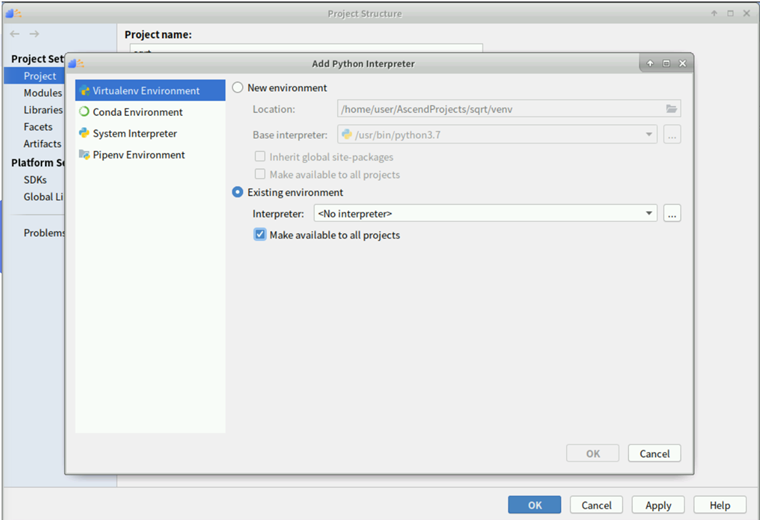 Project Structure
Project name:
Project Set
Project
Modules
Libraries
Facets
Artifacts
Platform Se
SDKs
Global Li
Problems
Add Python Interpreter
Virtualenv Environment
Conda Environment
System Interpreter
Pipenv Environment
New environment
Location: /home/user/AscendProjects/sqrt/venv
Base interpreter: /usr/bin/python3.7 ...
Inherit global site-packages
Make available to all projects
Existing environment
Interpreter: <No interpreter> ...
Make available to all projects
OK Cancel
OK Cancel Apply Help